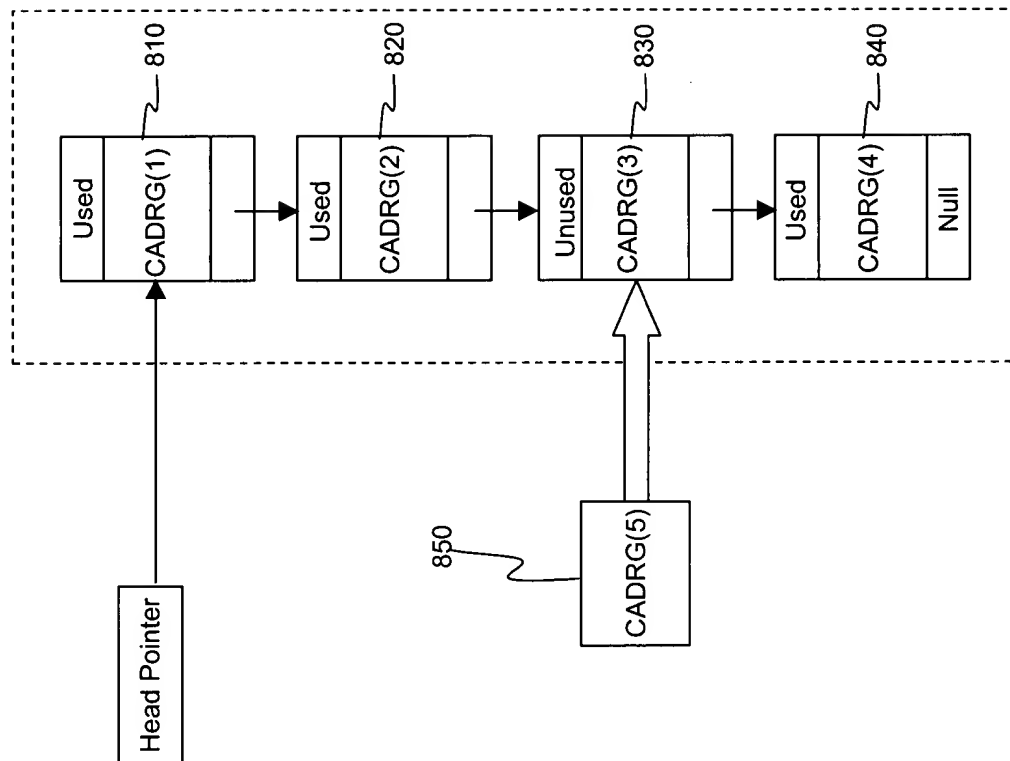 Used
CADRG(1)
810
Used
CADRG(2)
820
Unused
CADRG(3)
830
Used
CADRG(4)
Null
840
Head Pointer
850
CADRG(5)